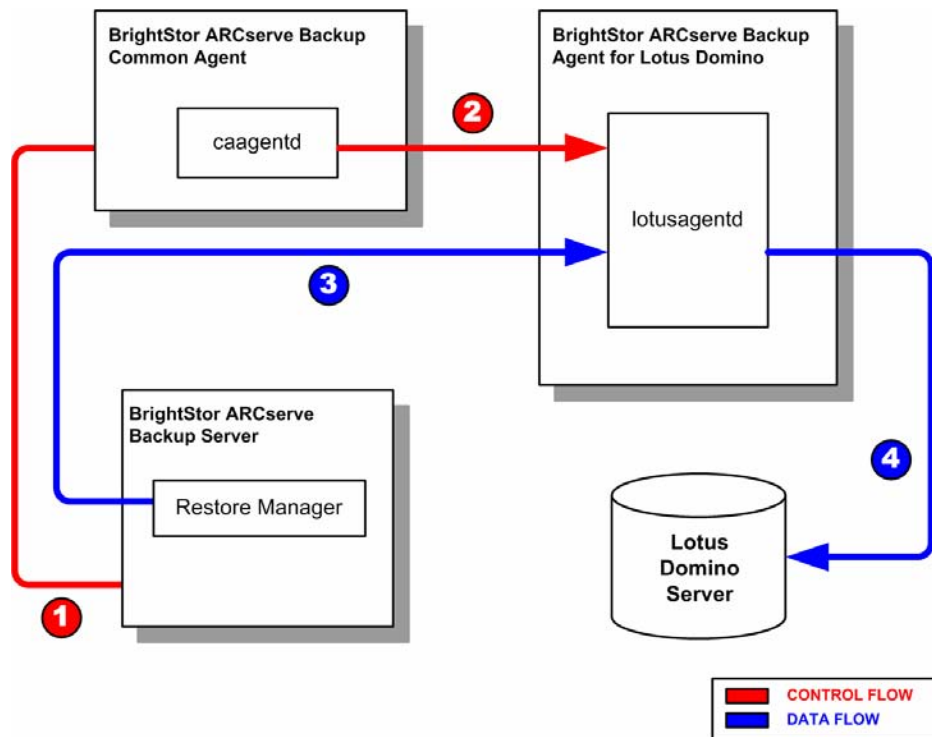 BrightStor ARCserve Backup
Common Agent
caagentd
2
BrightStor ARCserve Backup
Agent for Lotus Domino
lotusagentd
3
BrightStor ARCserve
Backup Server
Restore Manager
1
4
Lotus
Domino
Server
CONTROL FLOW
DATA FLOW